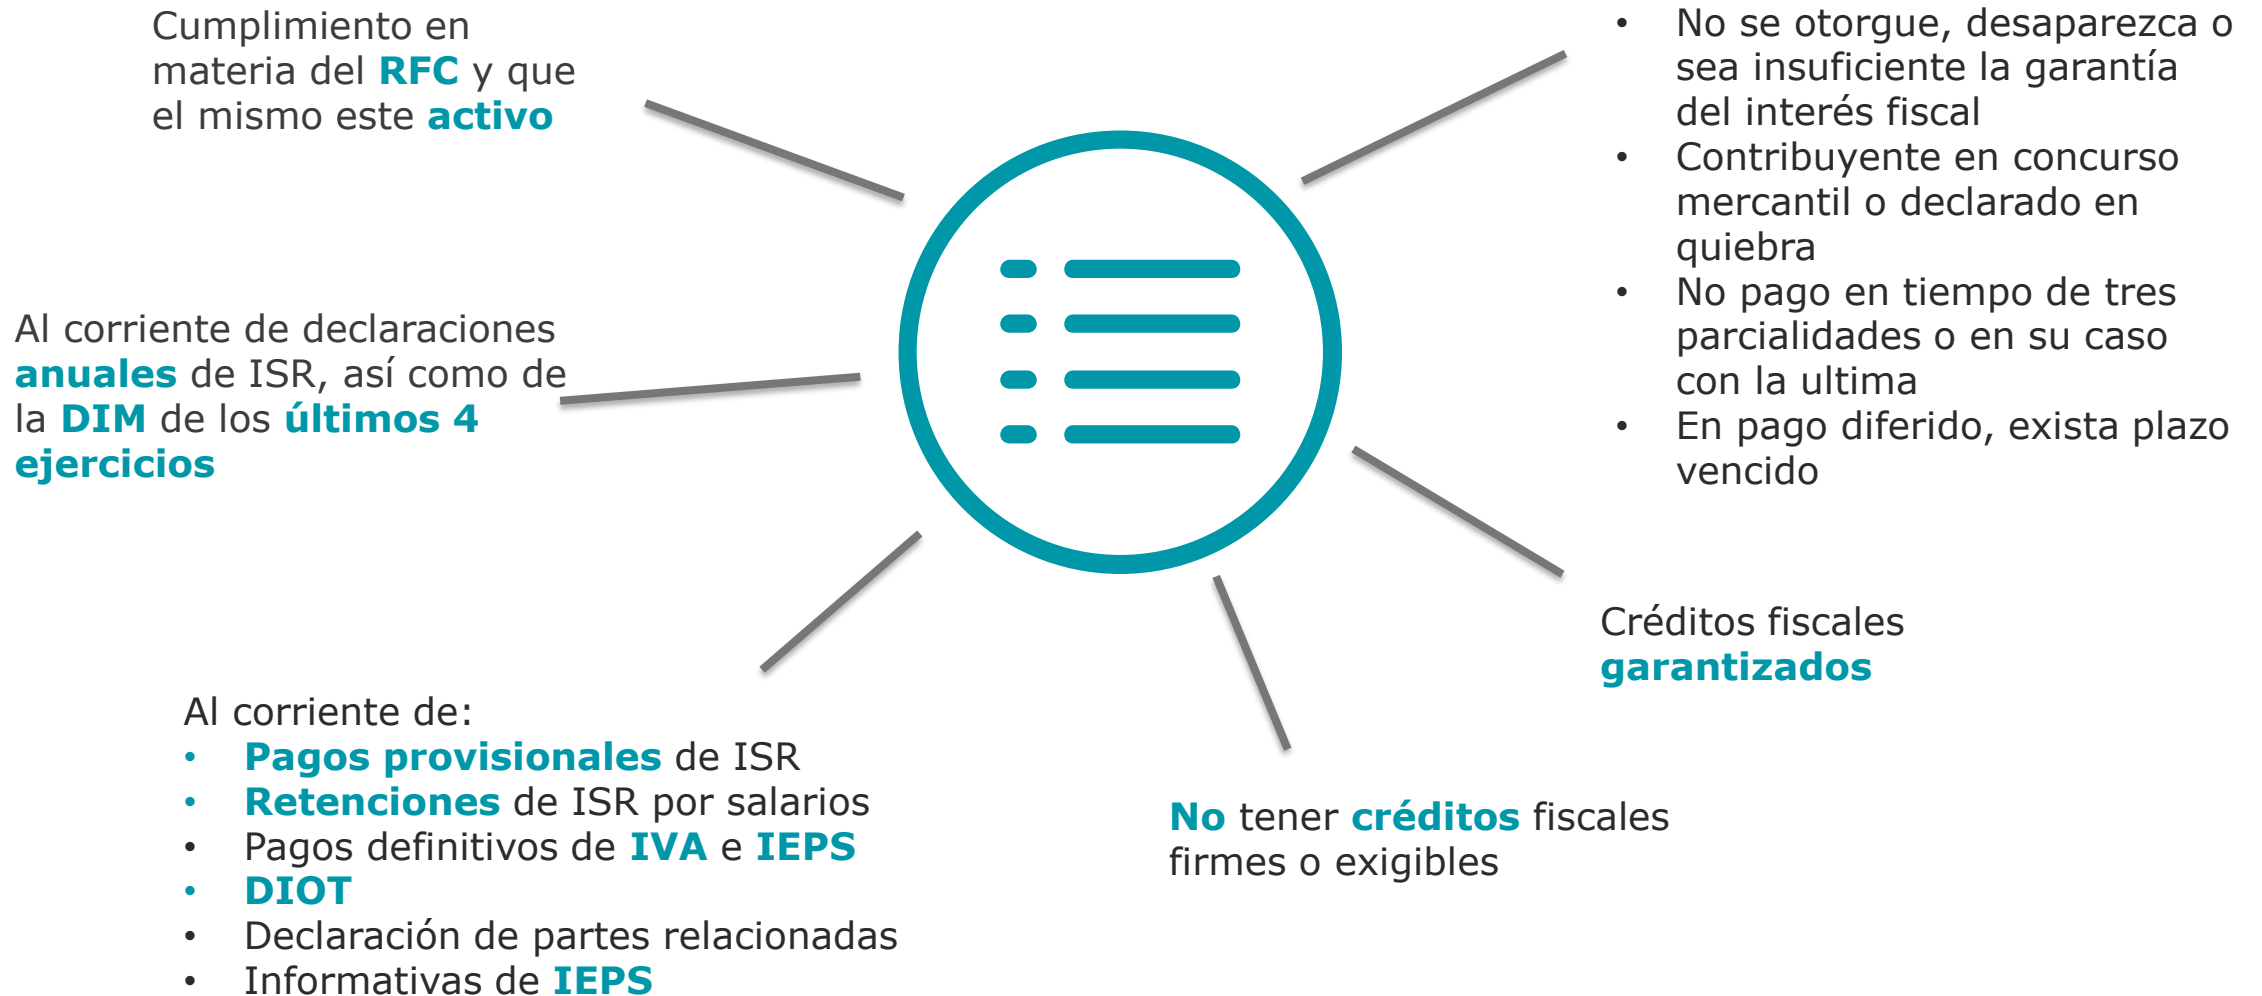 Cumplimiento en
materia del RFC y que
el mismo este activo
Al corriente de declaraciones
anuales de ISR, así como de
la DIM de los últimos 4
ejercicios
Al corriente de:
• Pagos provisionales de ISR
• Retenciones de ISR por salarios
• Pagos definitivos de IVA e IEPS
• DIOT
• Declaración de partes relacionadas
• Informativas de IEPS
• No se otorgue, desaparezca o
sea insuficiente la garantía
del interés fiscal
• Contribuyente en concurso
mercantil o declarado en
quiebra
• No pago en tiempo de tres
parcialidades o en su caso
con la ultima
• En pago diferido, exista plazo
vencido
Créditos fiscales
garantizados
No tener créditos fiscales
firmes o exigibles